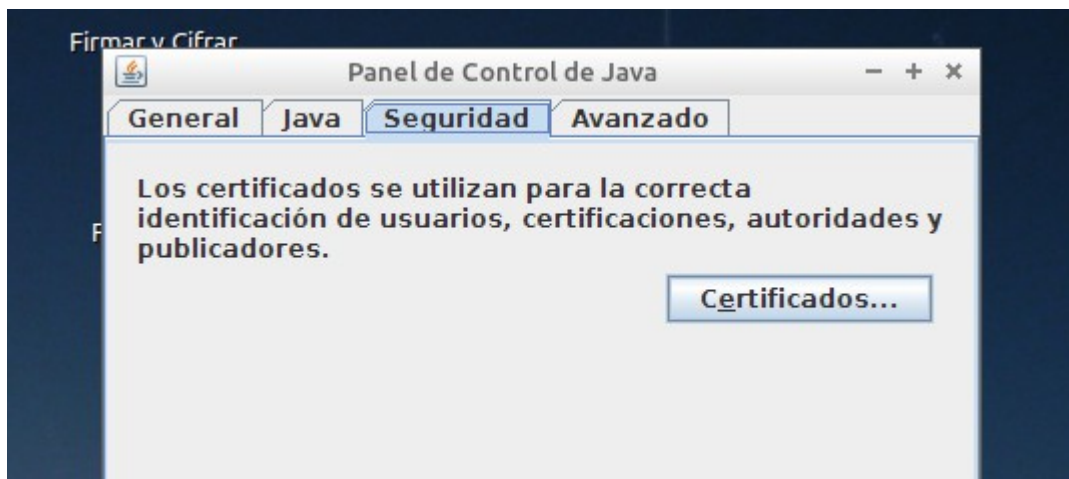 Firmar y Cifrar
Panel de Control de Java
General Java Seguridad Avanzado
Los certificados se utilizan para la correcta
identificación de usuarios, certificaciones, autoridades y
publicadores.
Certificados...